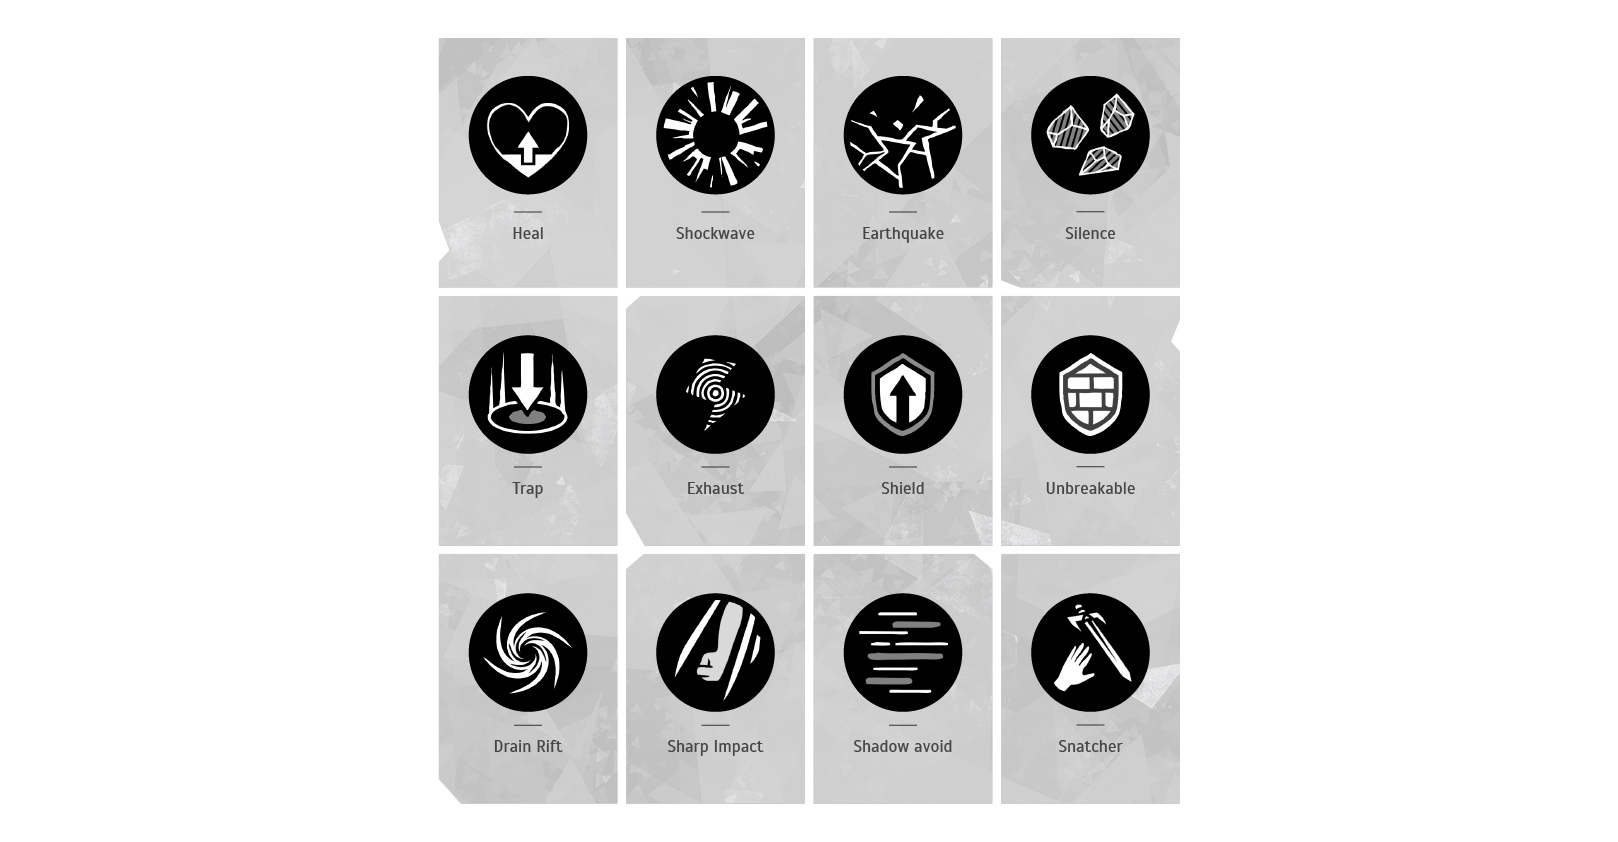 Heal
Shockwave
Earthquake
Silence
Trap
Exhaust
Shield
Unbreakable
Drain Rift
Sharp Impact
Shadow avoid
Snatcher